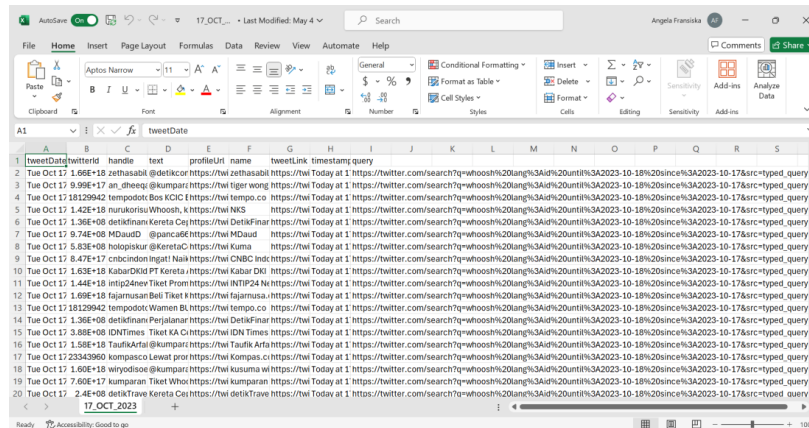 AutoSave On 17_OCT_... • Last Modified: May 4 Search Angela Fransiska AF
File Home Insert Page Layout Formulas Data Review View Automate Help Comments Share
Aptos Narrow 11 General Conditional Formatting Insert
Paste Format as Table Delete Sensitivity Add-ins Analyze Data
Cell Styles Format
Clipboard Font Alignment Number Styles Cells Editing Sensitivity Add-ins
A1 fx tweetDate
A B C D E F G H I J K L M N O P Q R S
1 tweetDate twitterId handle text profileUrl name tweetLink timestamp query
2 Tue Oct 17 1.66E+18 zethasabil @detikcor https://twi zethasabil https://twi Today at 1 https://twitter.com/search?q=whoosh%20lang%3Aid%20until%3A2023-10-18%20since%3A2023-10-17&src=typed_query
3 Tue Oct 17 9.99E+17 an_dheeq @kumpara https://twi tiger wong https://twi Today at 1 https://twitter.com/search?q=whoosh%20lang%3Aid%20until%3A2023-10-18%20since%3A2023-10-17&src=typed_query
4 Tue Oct 17 18129942 tempodot Bos KCIC E https://twi tempo.co https://twi Today at 1 https://twitter.com/search?q=whoosh%20lang%3Aid%20until%3A2023-10-18%20since%3A2023-10-17&src=typed_query
5 Tue Oct 17 1.42E+18 nurukorisu Whoosh, k https://twi NKS https://twi Today at 1 https://twitter.com/search?q=whoosh%20lang%3Aid%20until%3A2023-10-18%20since%3A2023-10-17&src=typed_query
6 Tue Oct 17 1.36E+08 detikfinan Kereta Cep https://twi DetikFinar https://twi Today at 1 https://twitter.com/search?q=whoosh%20lang%3Aid%20until%3A2023-10-18%20since%3A2023-10-17&src=typed_query
7 Tue Oct 17 9.74E+08 MDaudD @panca66 https://twi MDaud https://twi Today at 1 https://twitter.com/search?q=whoosh%20lang%3Aid%20until%3A2023-10-18%20since%3A2023-10-17&src=typed_query
8 Tue Oct 17 5.83E+08 holopiskur @KeretaC https://twi Kuma https://twi Today at 1 https://twitter.com/search?q=whoosh%20lang%3Aid%20until%3A2023-10-18%20since%3A2023-10-17&src=typed_query
9 Tue Oct 17 8.47E+17 cnbcindon Ingat! Naik https://twi CNBC Indo https://twi Today at 1 https://twitter.com/search?q=whoosh%20lang%3Aid%20until%3A2023-10-18%20since%3A2023-10-17&src=typed_query
10 Tue Oct 17 1.63E+18 KabarDKId PT Kereta https://twi Kabar DKI https://twi Today at 1 https://twitter.com/search?q=whoosh%20lang%3Aid%20until%3A2023-10-18%20since%3A2023-10-17&src=typed_query
11 Tue Oct 17 1.44E+18 intip24nev Tiket Prom https://twi INTIP24 Ne https://twi Today at 1 https://twitter.com/search?q=whoosh%20lang%3Aid%20until%3A2023-10-18%20since%3A2023-10-17&src=typed_query
12 Tue Oct 17 1.69E+18 fajarnusan Beli Tiket K https://twi fajarnusa. https://twi Today at 1 https://twitter.com/search?q=whoosh%20lang%3Aid%20until%3A2023-10-18%20since%3A2023-10-17&src=typed_query
13 Tue Oct 17 18129942 tempodot Wamen BU https://twi tempo.co https://twi Today at 1 https://twitter.com/search?q=whoosh%20lang%3Aid%20until%3A2023-10-18%20since%3A2023-10-17&src=typed_query
14 Tue Oct 17 1.36E+08 detikfinan Perjalanar https://twi DetikFinar https://twi Today at 1 https://twitter.com/search?q=whoosh%20lang%3Aid%20until%3A2023-10-18%20since%3A2023-10-17&src=typed_query
15 Tue Oct 17 3.88E+08 IDNTimes Tiket KA C https://twi IDN Times https://twi Today at 1 https://twitter.com/search?q=whoosh%20lang%3Aid%20until%3A2023-10-18%20since%3A2023-10-17&src=typed_query
16 Tue Oct 17 1.58E+18 TaufikArfal @kumpara https://twi Taufik Arfa https://twi Today at 1 https://twitter.com/search?q=whoosh%20lang%3Aid%20until%3A2023-10-18%20since%3A2023-10-17&src=typed_query
17 Tue Oct 17 23343960 kompasco Lewat pror https://twi Kompas.c https://twi Today at 1 https://twitter.com/search?q=whoosh%20lang%3Aid%20until%3A2023-10-18%20since%3A2023-10-17&src=typed_query
18 Tue Oct 17 1.60E+18 wiryodisoe @kumpara https://twi kusuma wi https://twi Today at 1 https://twitter.com/search?q=whoosh%20lang%3Aid%20until%3A2023-10-18%20since%3A2023-10-17&src=typed_query
19 Tue Oct 17 7.60E+17 kumparan Tiket Whoo https://twi kumparan https://twi Today at 1 https://twitter.com/search?q=whoosh%20lang%3Aid%20until%3A2023-10-18%20since%3A2023-10-17&src=typed_query
20 Tue Oct 17 2.4E+08 detikTrave Kereta Cep https://twi detikTrave https://twi Today at 1 https://twitter.com/search?q=whoosh%20lang%3Aid%20until%3A2023-10-18%20since%3A2023-10-17&src=typed_query
17_OCT_2023
Ready Accessibility: Good to go